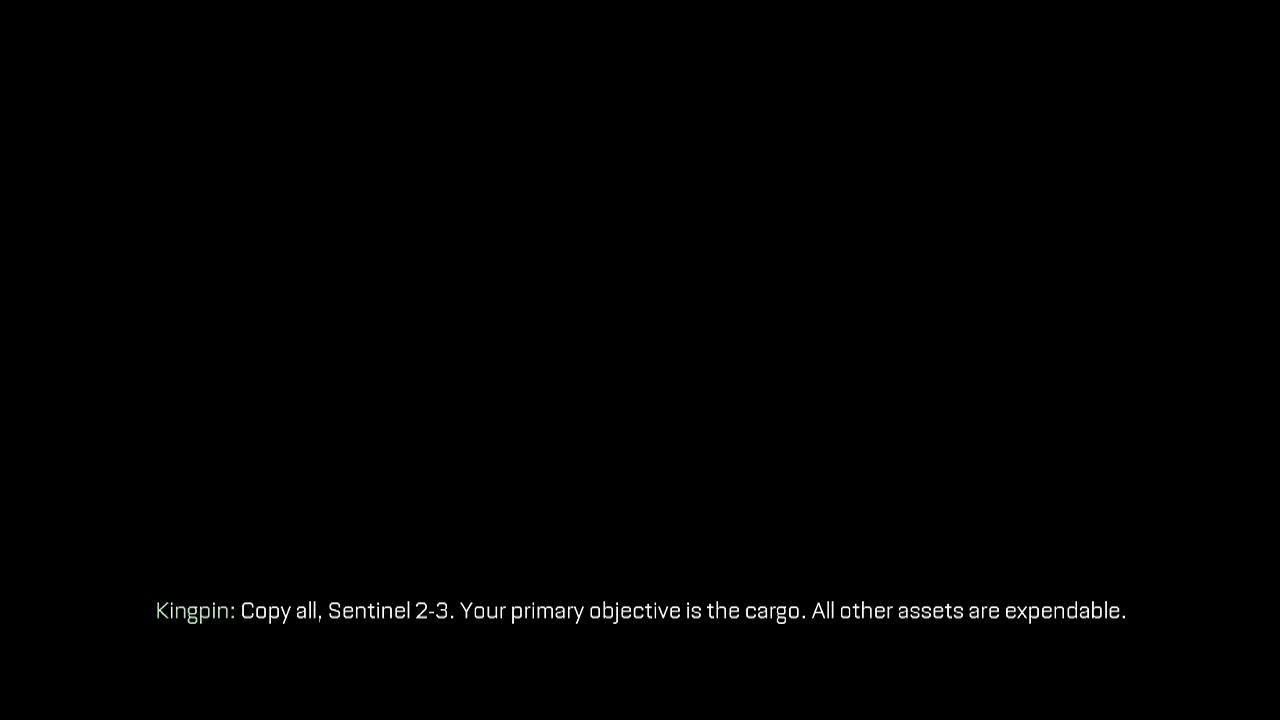 Kingpin: Copy all, Sentinel 2-3. Your primary objective is the cargo. All other assets are expendable.